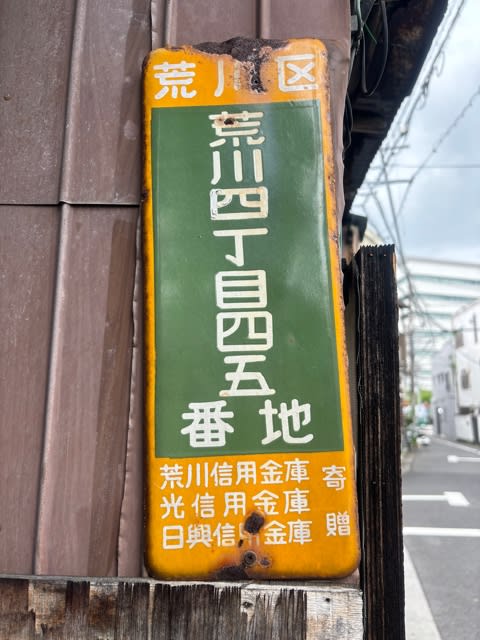 荒川区
荒川四丁目四五
番地
荒川信用金庫
光信用金庫
日興信用金庫
寄贈